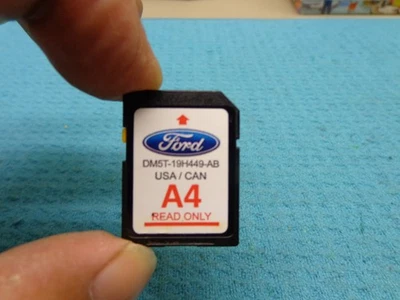 Ford
DM5T-19H449-AB
USA / CAN
A4
READ ONLY